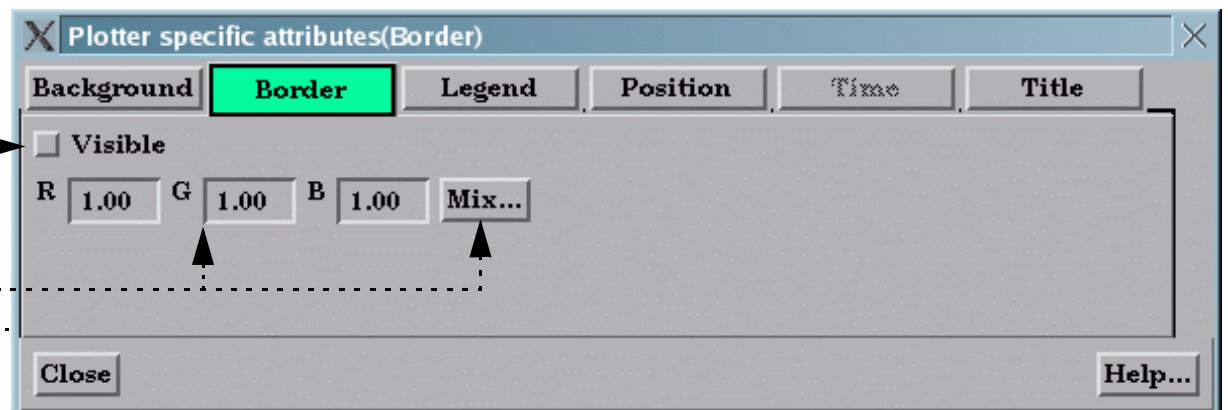 Plotter specific attributes(Border)
Background Border Legend Position Time Title
Visible
R 1.00 G 1.00 B 1.00 Mix...
Close Help...